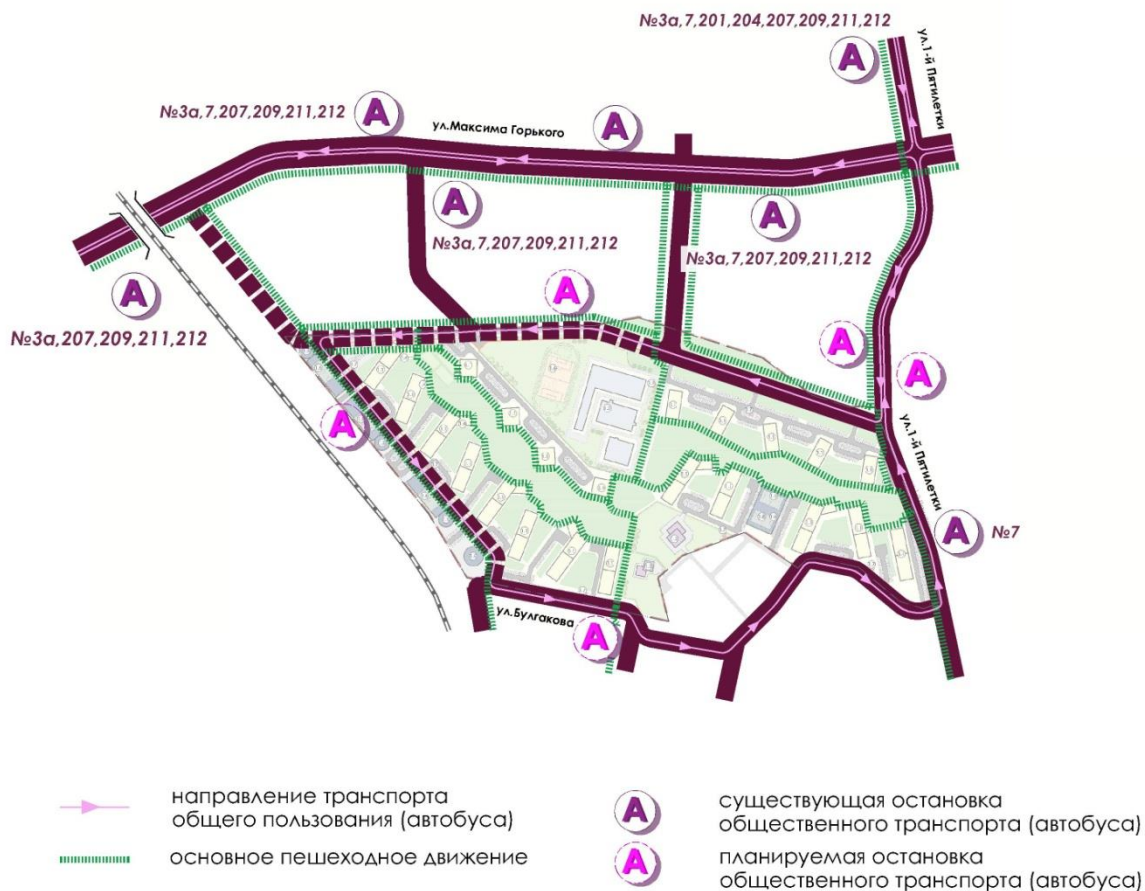 №3а,7,201,204,207,209,211,212
А
ул.1-й Пятилетки
№3а,7,207,209,211,212
А
ул.Максима Горького
А
А
№3а,7,207,209,211,212
А
№3а,7,207,209,211,212
А
№3а,207,209,211,212
А
А
А
А
ул.1-й Пятилетки
А
№7
ул.Булгакова
А
направление транспорта
общего пользования (автобуса)
основное пешеходное движение
А
существующая остановка
общественного транспорта (автобуса)
А
планируемая остановка
общественного транспорта (автобуса)